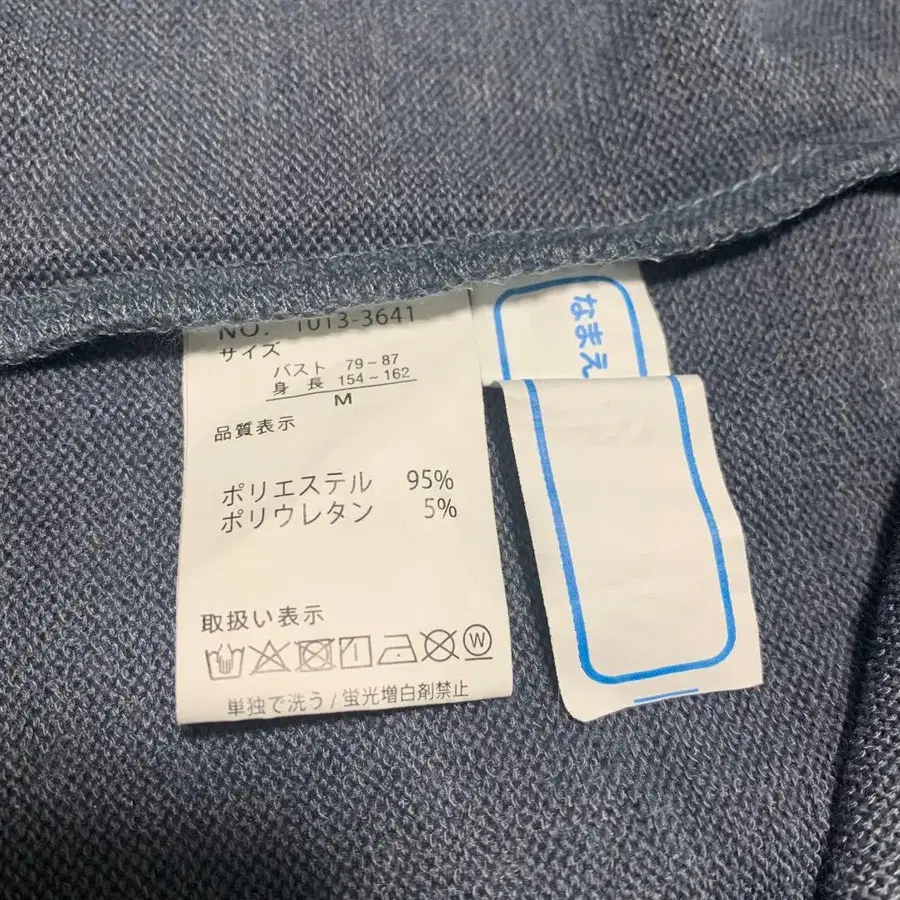 NO. 1013-3641
サイズ
バスト 79~87
身 長 154~162
M
品質表示
ポリエステル 95%
ポリウレタン 5%
取扱い表示
W
単独で洗う/蛍光増白剤禁止
なまえ